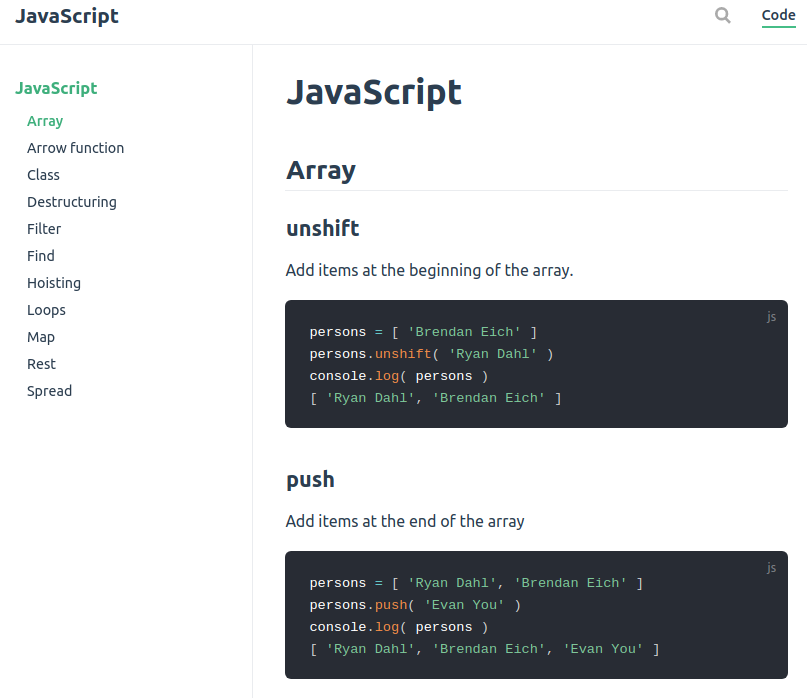 JavaScript
Code
JavaScript
Array
Arrow function
Class
Destructuring
Filter
Find
Hoisting
Loops
Map
Rest
Spread
JavaScript
Array
unshift
Add items at the beginning of the array.
js
persons = [ 'Brendan Eich' ]
persons.unshift( 'Ryan Dahl' )
console.log( persons )
[ 'Ryan Dahl', 'Brendan Eich' ]
push
Add items at the end of the array
js
persons = [ 'Ryan Dahl', 'Brendan Eich' ]
persons.push( 'Evan You' )
console.log( persons )
[ 'Ryan Dahl', 'Brendan Eich', 'Evan You' ]